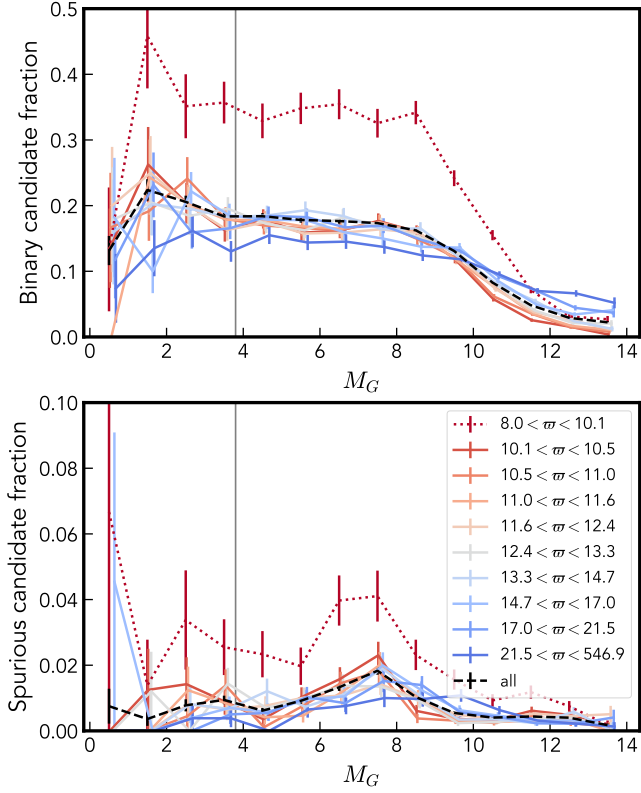 0.5
0.4
0.3
0.2
0.1
0.0
Binary candidate fraction
0 2 4 6 8 10 12 14
M_G
0.10
0.08
0.06
0.04
0.02
0.00
Spurious candidate fraction
8.0 < ϖ < 10.1
10.1 < ϖ < 10.5
10.5 < ϖ < 11.0
11.0 < ϖ < 11.6
11.6 < ϖ < 12.4
12.4 < ϖ < 13.3
13.3 < ϖ < 14.7
14.7 < ϖ < 17.0
17.0 < ϖ < 21.5
21.5 < ϖ < 546.9
all
0 2 4 6 8 10 12 14
M_G